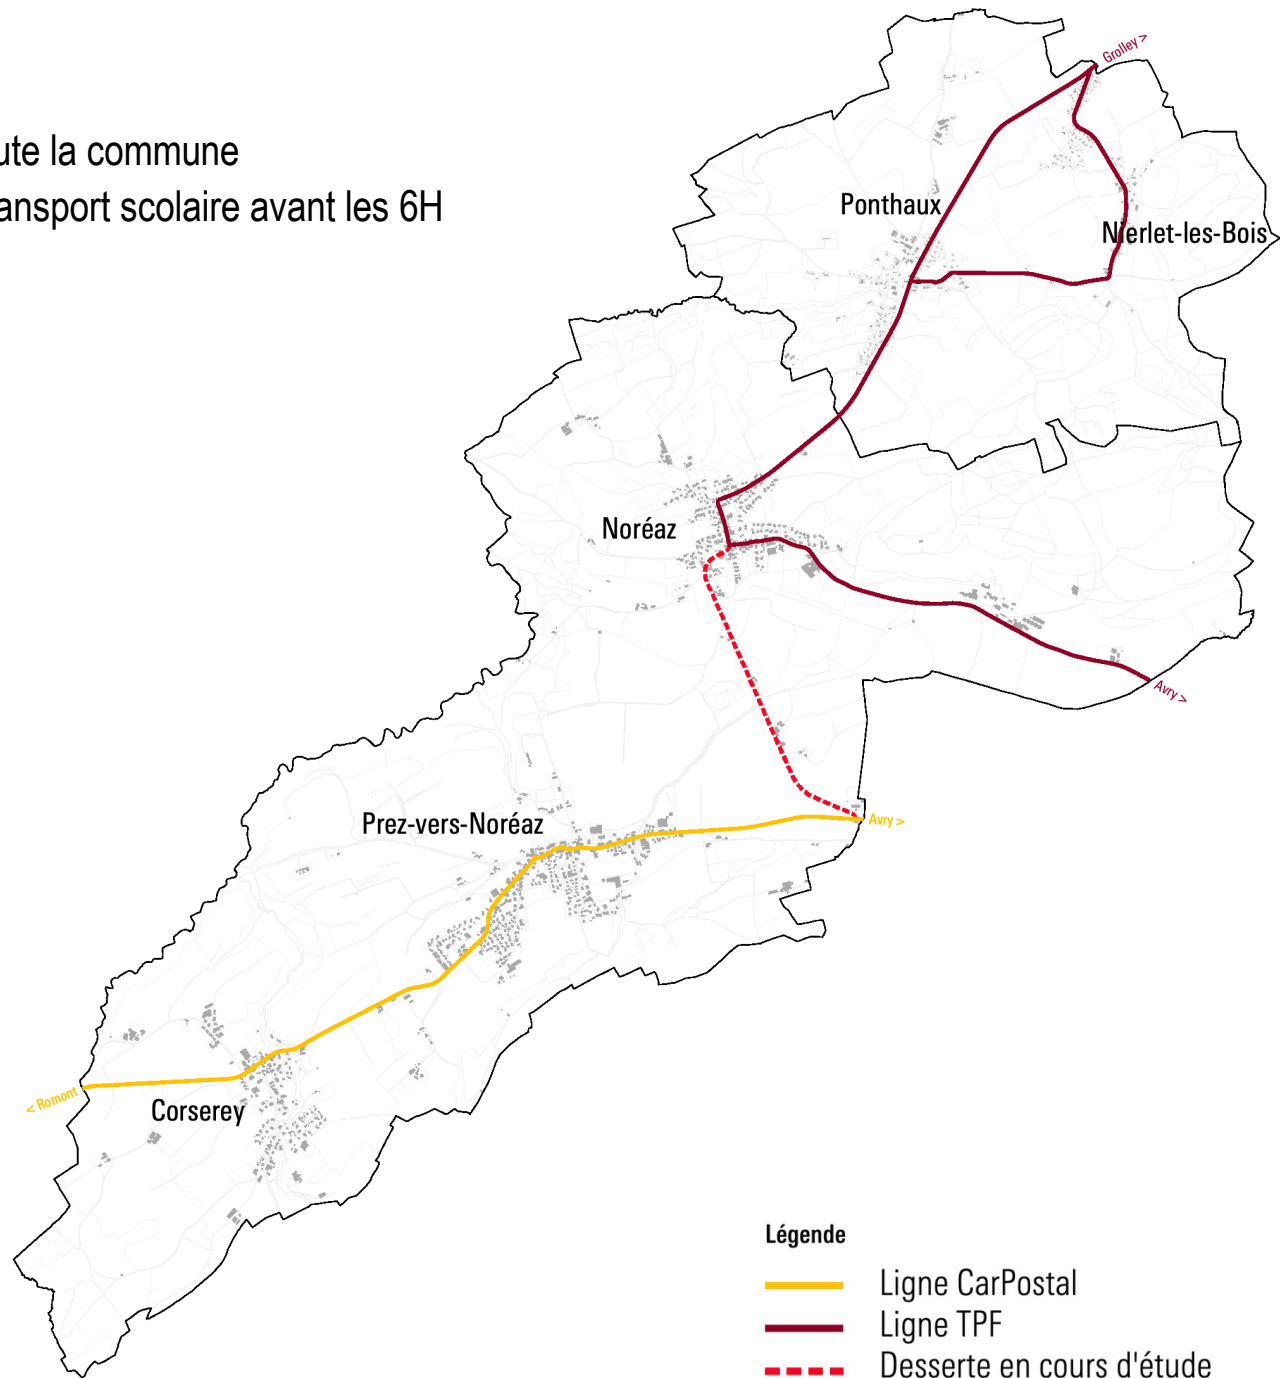 ute la commune
ansport scolaire avant les 6H
Grolley >
Ponthaux
Nierlet-les-Bois
Noréaz
Avry >
Prez-vers-Noréaz
Avry >
< Romont
Corserey
Légende
Ligne CarPostal
Ligne TPF
Desserte en cours d'étude